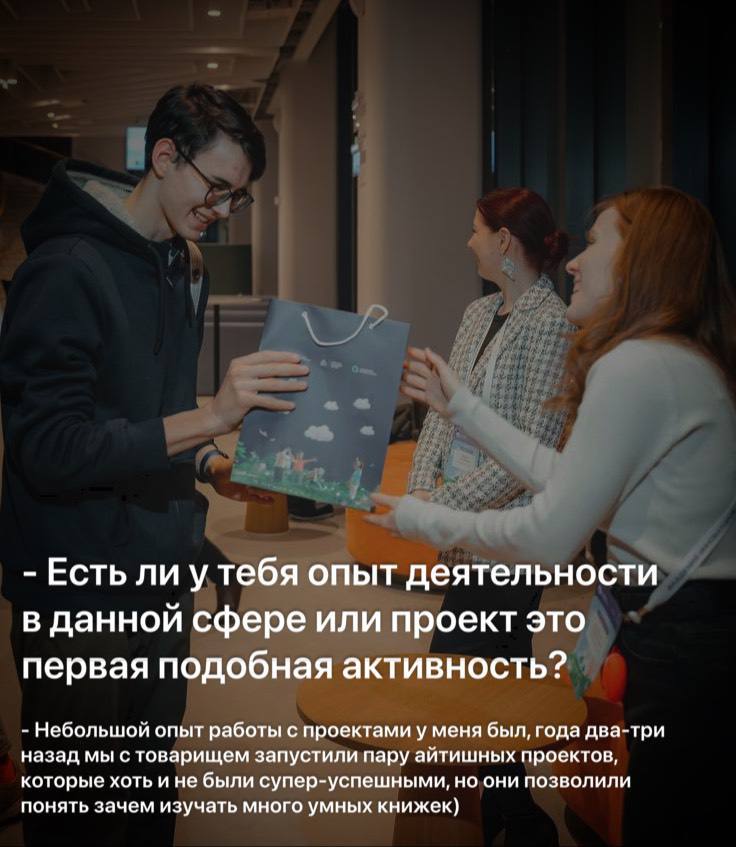 - Есть ли у тебя опыт деятельности
в данной сфере или проект это
первая подобная активность?
- Небольшой опыт работы с проектами у меня был, года два-три
назад мы с товарищем запустили пару айтишных проектов,
которые хоть и не были супер-успешными, но они позволили
понять зачем изучать много умных книжек)